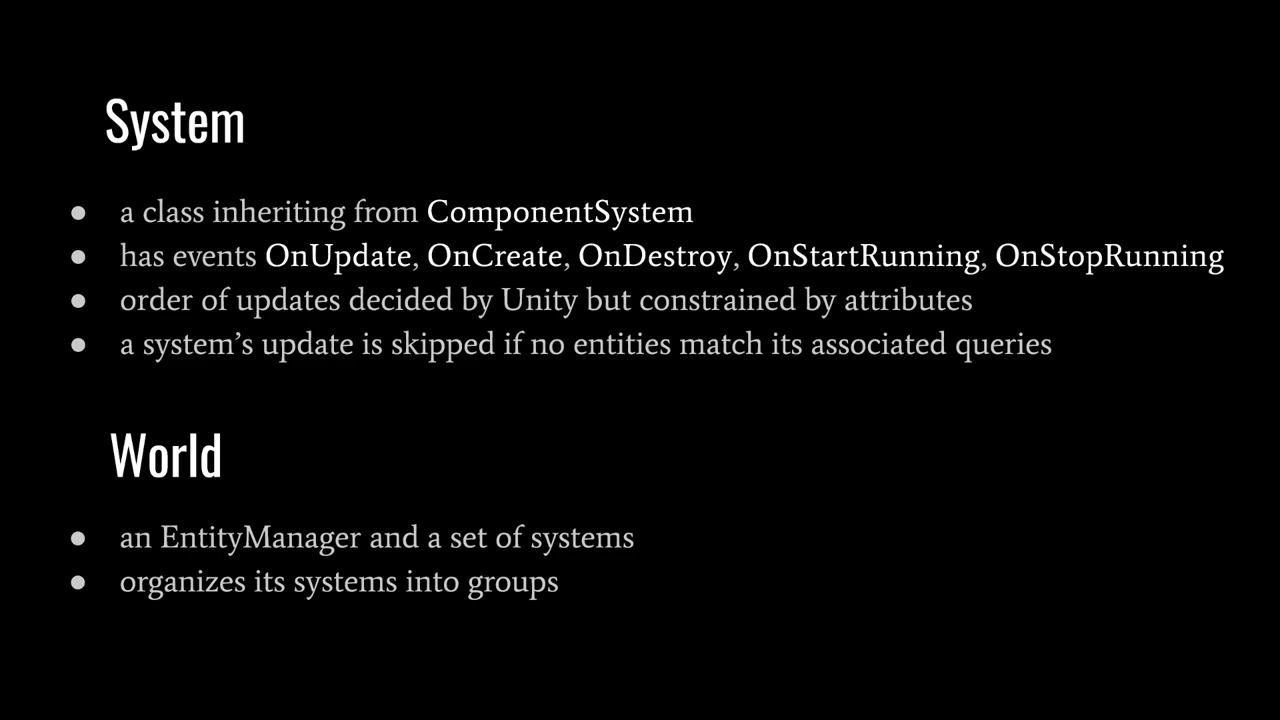 System
● a class inheriting from ComponentSystem
● has events OnUpdate, OnCreate, OnDestroy, OnStartRunning, OnStopRunning
● order of updates decided by Unity but constrained by attributes
● a system’s update is skipped if no entities match its associated queries
World
● an EntityManager and a set of systems
● organizes its systems into groups